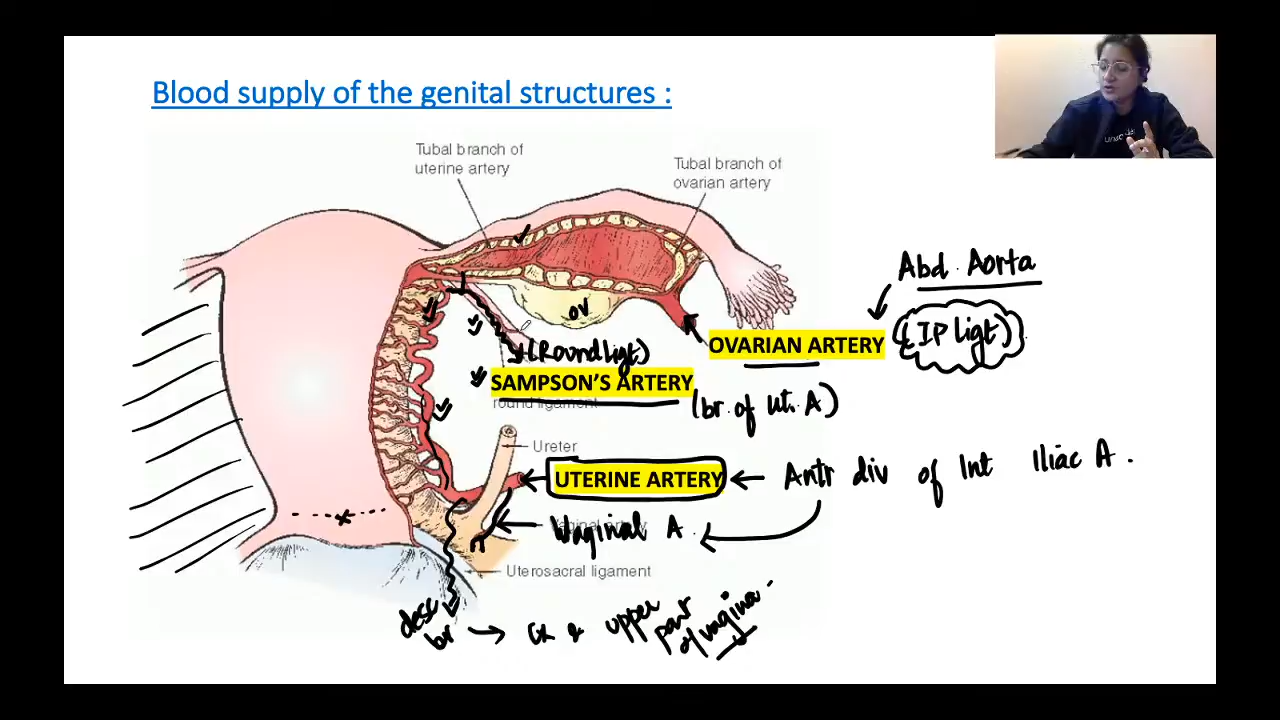 Blood supply of the genital structures :
Tubal branch of
uterine artery
Tubal branch of
ovarian artery
Abd. Aorta
OV
OVARIAN ARTERY
(IP ligt)
(Round ligt)
SAMPSON'S ARTERY
round ligament
(br. of Ut. A)
Ureter
UTERINE ARTERY
Antr div of Int Iliac A.
Vaginal artery
Vaginal A.
Uterosacral ligament
desc
br
Cx & upper
part
of vagina